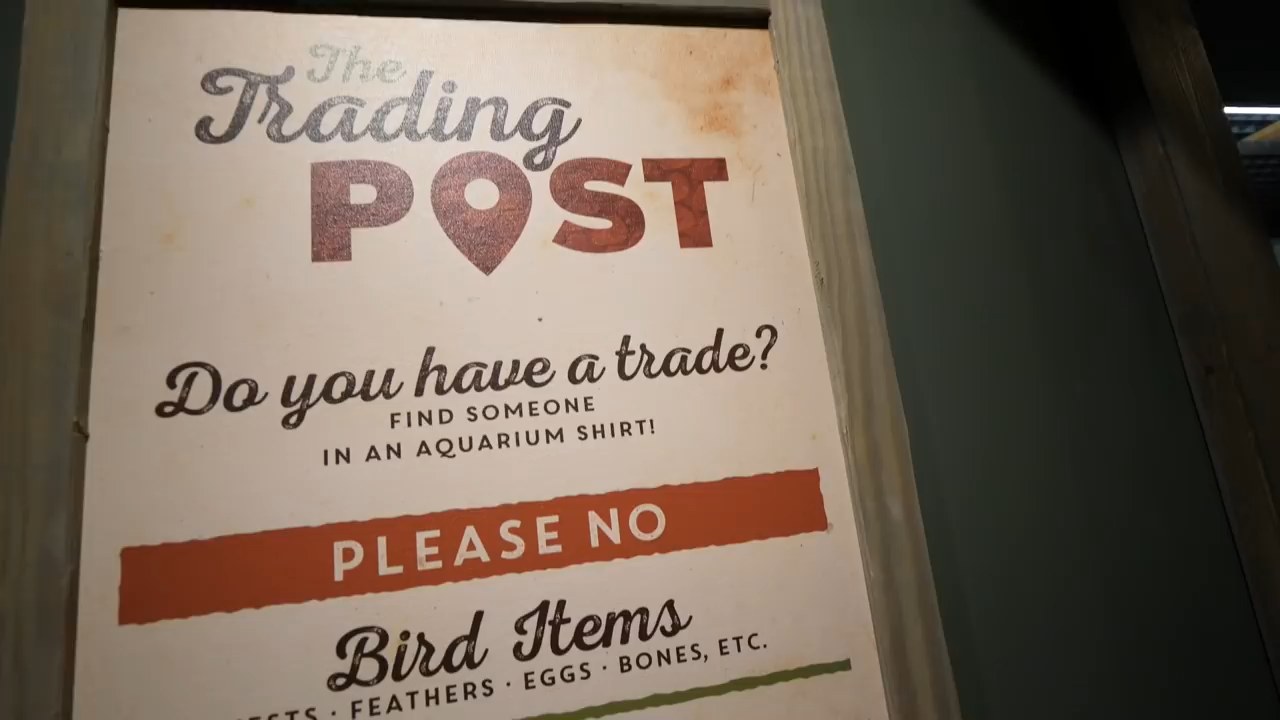 The
Trading
POST
Do you have a trade?
FIND SOMEONE
IN AN AQUARIUM SHIRT!
PLEASE NO
Bird Items
· FEATHERS · EGGS · BONES, ETC.